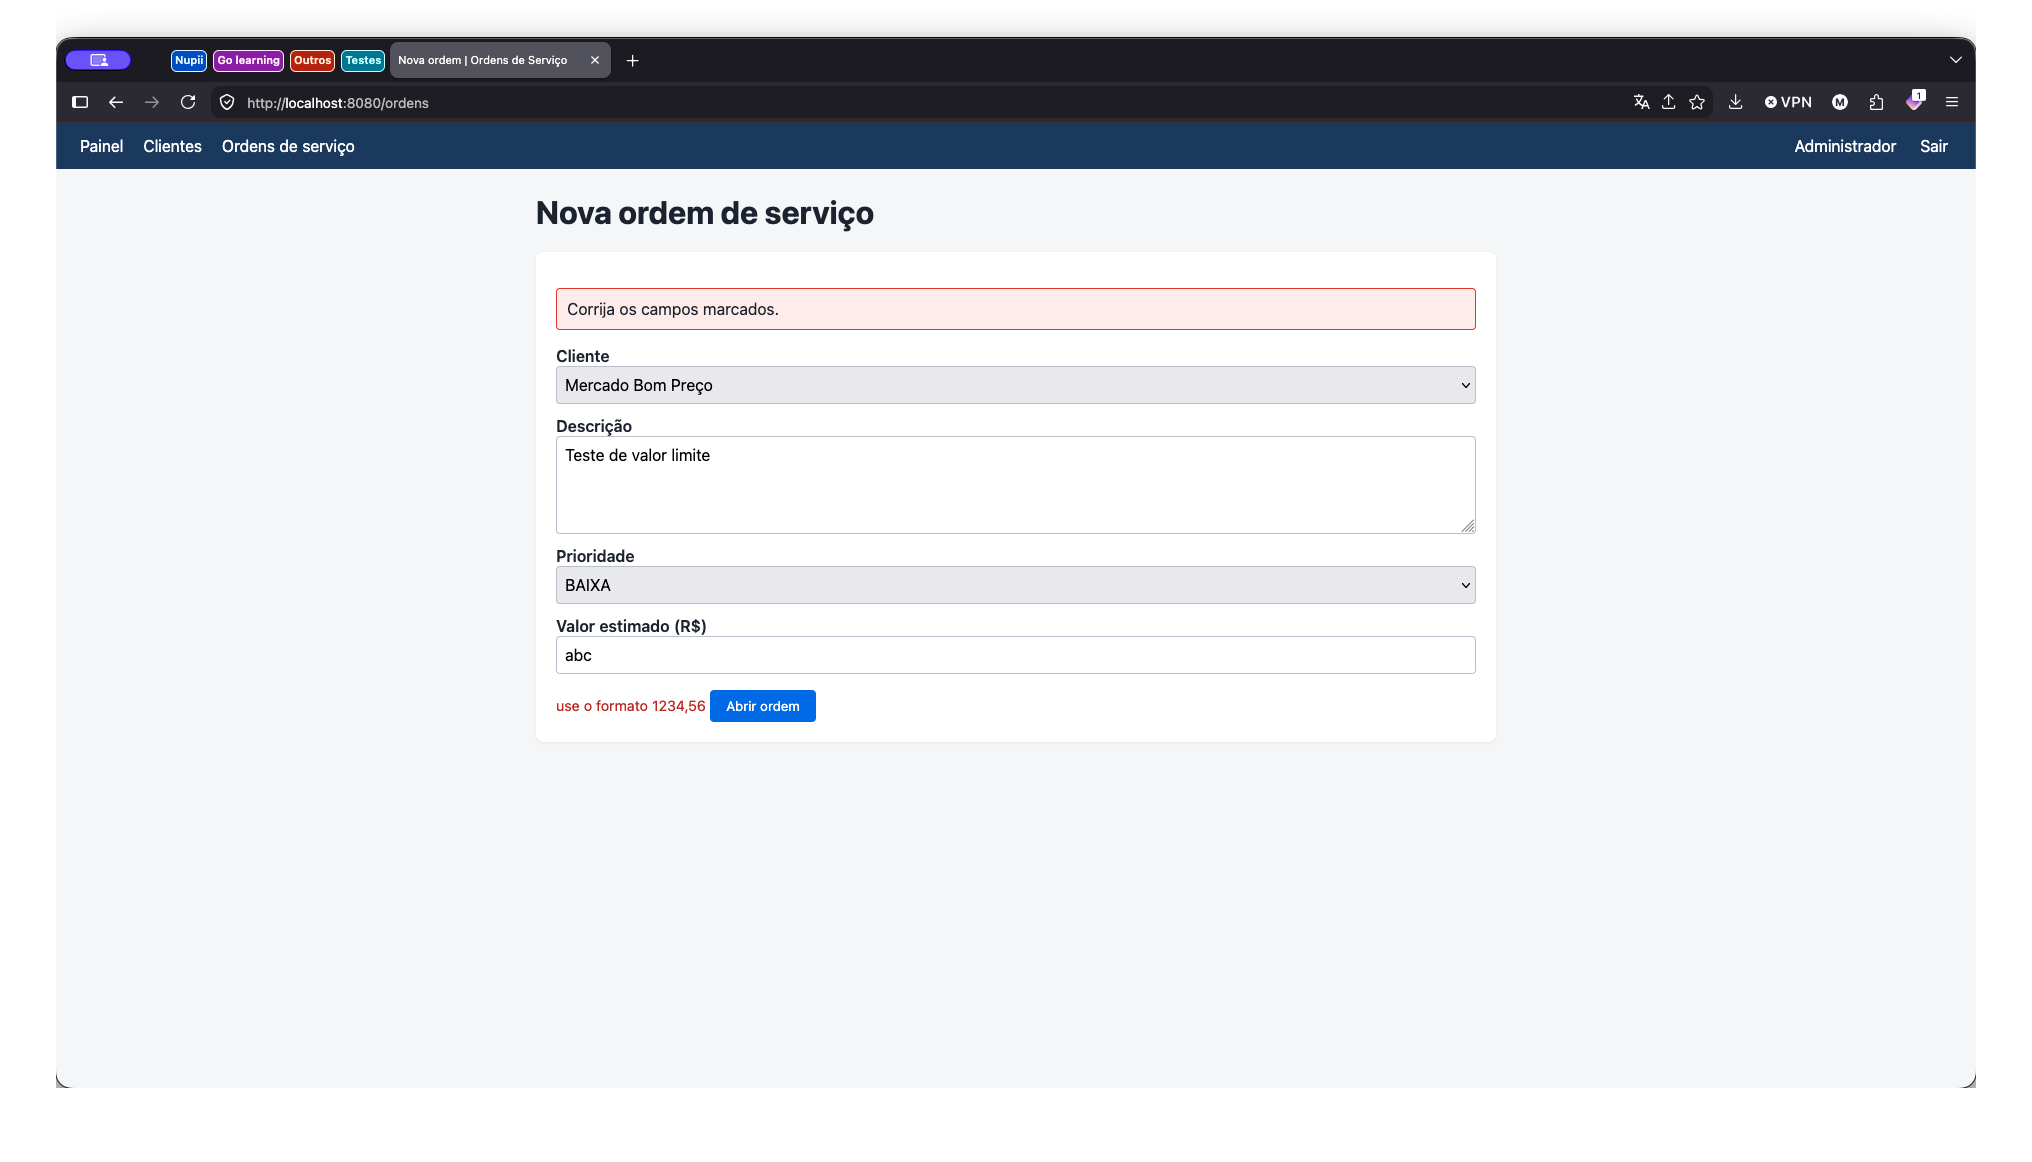 Nupii Go learning Outros Testes Nova ordem | Ordens de Serviço
http://localhost:8080/ordens VPN M 1
Painel Clientes Ordens de serviço Administrador Sair
Nova ordem de serviço
Corrija os campos marcados.
Cliente
Mercado Bom Preço
Descrição
Teste de valor limite
Prioridade
BAIXA
Valor estimado (R$)
abc
use o formato 1234,56 Abrir ordem